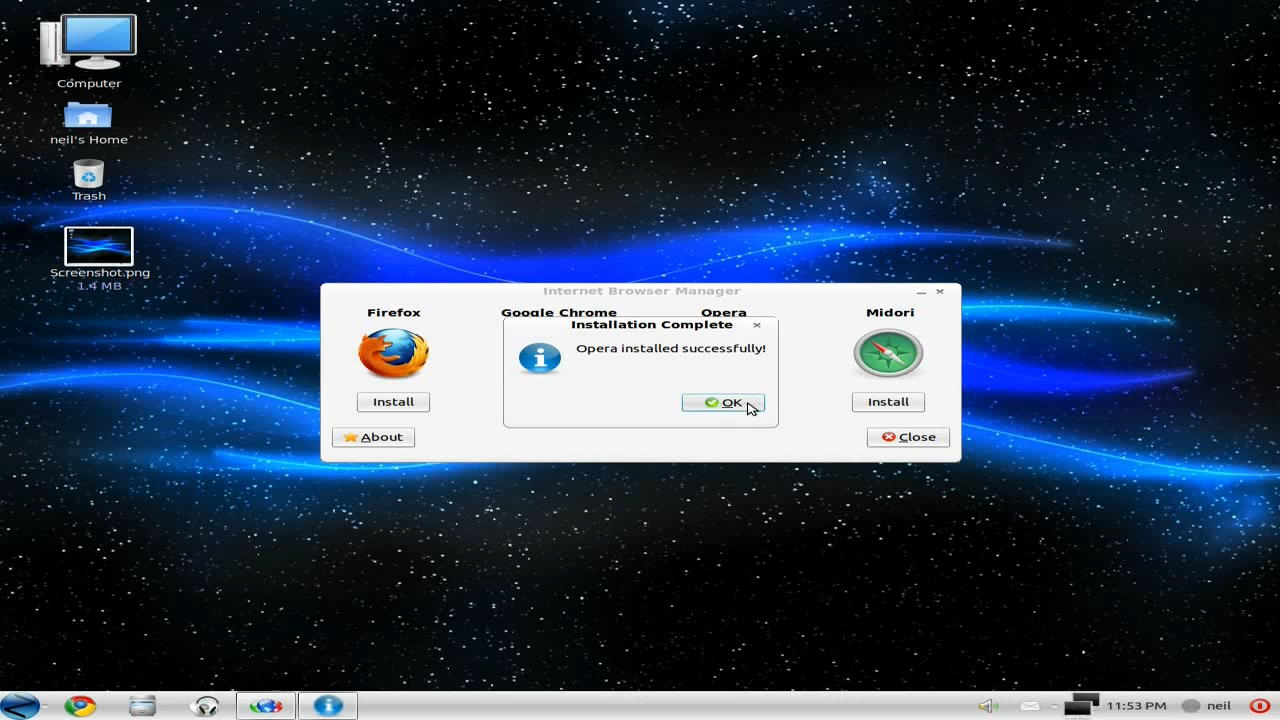 Computer
neil's Home
Trash
Screenshot.png
1.4 MB
Internet Browser Manager
Firefox
Google Chrome
Opera
Midori
Installation Complete
Opera installed successfully!
OK
Install
Install
About
Close
11:53 PM
neil